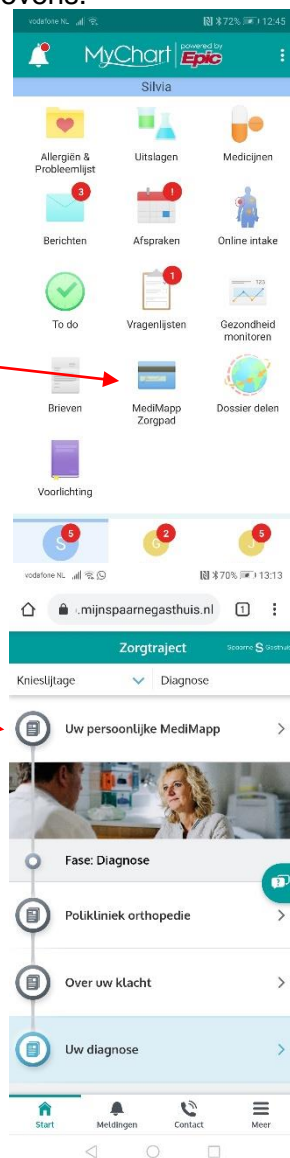 vodafone NL 72% 12:45
MyChart powered by Epic
Silvia
Allergiën & Probleemlijst
Uitslagen
Medicijnen
3
!
Berichten
Afspraken
Online intake
1
To do
Vragenlijsten
Gezondheid monitoren
Brieven
MediMapp Zorgpad
Dossier delen
Voorlichting
S 5
G 2
J 5
vodafone NL 70% 13:13
.mijnspaarnegasthuis.nl 1
Zorgtraject Spaarne S Gasthuis
Knieslijtage Diagnose
Uw persoonlijke MediMapp
Fase: Diagnose
Polikliniek orthopedie
Over uw klacht
Uw diagnose
Start Meldingen Contact Meer